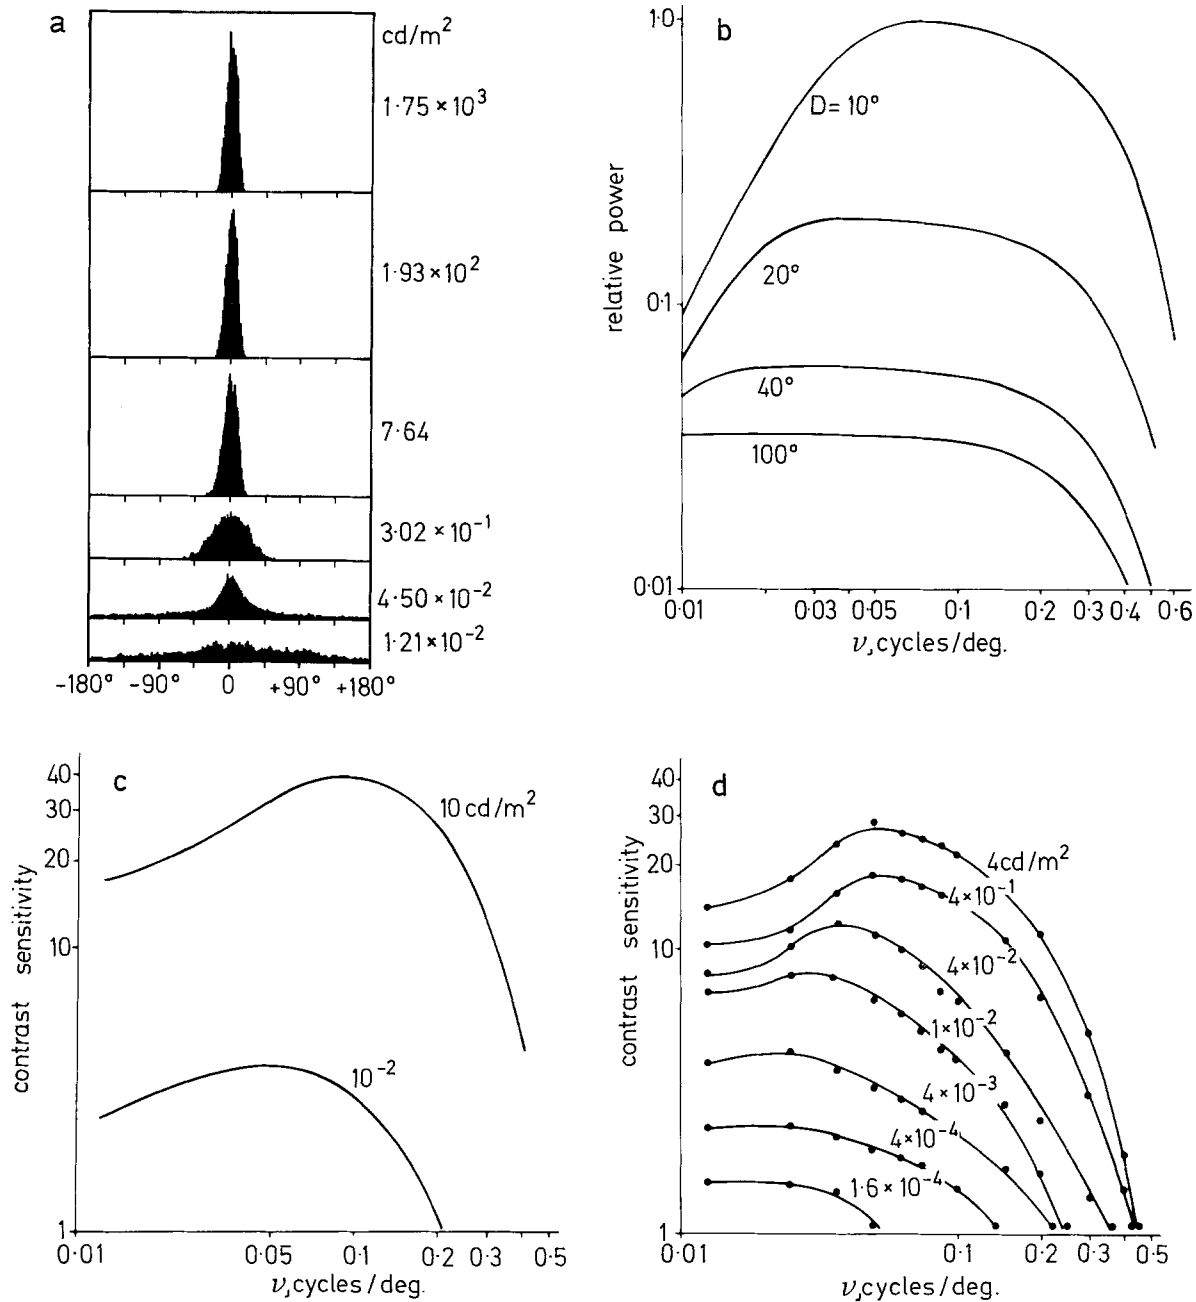 a
cd/m²
1·75 × 10³
1·93 × 10²
7·64
3·02 × 10⁻¹
4·50 × 10⁻²
1·21 × 10⁻²
-180° -90° 0 +90° +180°
b
relative power
1·0
0·1
0·01
D = 10°
20°
40°
100°
0·01 0·03 0·05 0·1 0·2 0·3 0·4 0·6
ν, cycles/deg.
c
contrast sensitivity
40
30
20
10
1
10 cd/m²
10⁻²
0·01 0·05 0·1 0·2 0·3 0·5
ν, cycles/deg.
d
contrast sensitivity
40
30
20
10
1
4cd/m²
4×10⁻¹
4×10⁻²
1×10⁻²
4×10⁻³
4×10⁻⁴
1·6 × 10⁻⁴
0·01 0·1 0·2 0·3 0·5
ν, cycles/deg.